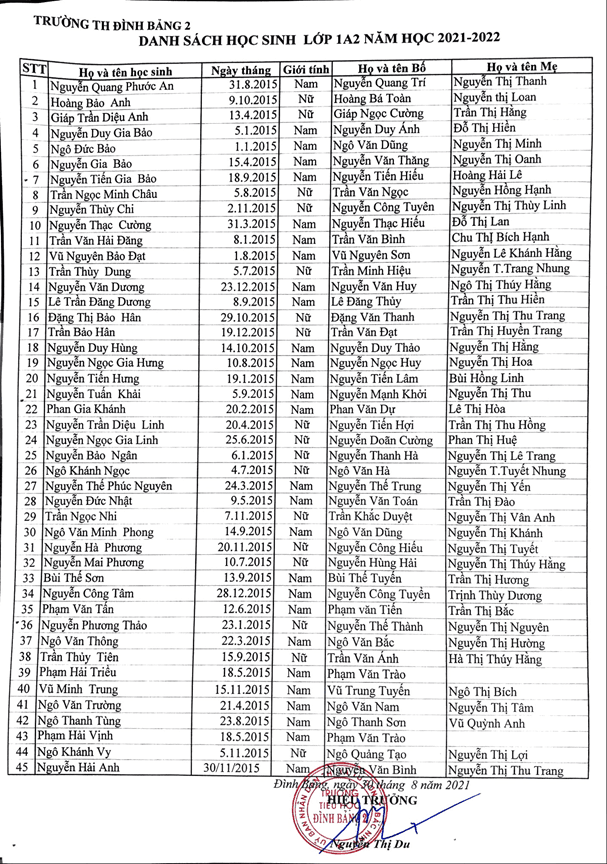 TRƯỜNG TH ĐÌNH BẢNG 2
DANH SÁCH HỌC SINH LỚP 1A2 NĂM HỌC 2021-2022
STT Họ và tên học sinh Ngày tháng Giới tính Họ và tên Bố Họ và tên Mẹ
1 Nguyễn Quang Phước An 31.8.2015 Nam Nguyễn Quang Trí Nguyễn Thị Thanh
2 Hoàng Bảo Anh 9.10.2015 Nữ Hoàng Bá Toàn Nguyễn thị Loan
3 Giáp Trần Diệu Anh 13.4.2015 Nữ Giáp Ngọc Cường Trần Thị Hằng
4 Nguyễn Duy Gia Bảo 5.1.2015 Nam Nguyễn Duy Ánh Đỗ Thị Hiền
5 Ngô Đức Bảo 1.1.2015 Nam Ngô Văn Dũng Nguyễn Thị Minh
6 Nguyễn Gia Bảo 15.4.2015 Nam Nguyễn Văn Thăng Nguyễn Thị Oanh
7 Nguyễn Tiến Gia Bảo 18.9.2015 Nam Nguyễn Tiến Hiếu Hoàng Hải Lê
8 Trần Ngọc Minh Châu 5.8.2015 Nữ Trần Văn Ngọc Nguyễn Hồng Hạnh
9 Nguyễn Thùy Chi 2.11.2015 Nữ Nguyễn Công Tuyên Nguyễn Thị Thùy Linh
10 Nguyễn Thạc Cường 31.3.2015 Nam Nguyễn Thạc Hiếu Đỗ Thị Lan
11 Trần Văn Hải Đăng 8.1.2015 Nam Trần Văn Bình Chu ThỊ Bích Hạnh
12 Vũ Nguyên Bảo Đạt 1.8.2015 Nam Vũ Nguyên Sơn Nguyễn Lê Khánh Hằng
13 Trần Thùy Dung 5.7.2015 Nữ Trần Minh Hiệu Nguyễn T.Trang Nhung
14 Nguyễn Văn Dương 23.12.2015 Nam Nguyễn Văn Huy Ngô Thị Thúy Hằng
15 Lê Trần Đăng Dương 8.9.2015 Nam Lê Đăng Thủy Trần Thị Thu Hiền
16 Đặng Thị Bảo Hân 29.10.2015 Nữ Đặng Văn Thanh Nguyễn Thị Thu Trang
17 Trần Bảo Hân 19.12.2015 Nữ Trần Văn Đạt Trần Thị Huyền Trang
18 Nguyễn Duy Hùng 14.10.2015 Nam Nguyễn Duy Thảo Nguyễn Thị Hằng
19 Nguyễn Ngọc Gia Hưng 10.8.2015 Nam Nguyễn Ngọc Huy Nguyễn Thị Hoa
20 Nguyễn Tiến Hưng 19.1.2015 Nam Nguyễn Tiến Lâm Bùi Hồng Linh
21 Nguyễn Tuấn Khải 5.9.2015 Nam Nguyễn Mạnh Khởi Nguyễn Thị Thu
22 Phan Gia Khánh 20.2.2015 Nam Phan Văn Dự Lê Thị Hòa
23 Nguyễn Trần Diệu Linh 20.4.2015 Nữ Nguyễn Tiến Hợi Trần Thị Thu Hồng
24 Nguyễn Ngọc Gia Linh 25.6.2015 Nữ Nguyễn Doãn Cường Phan Thị Huệ
25 Nguyễn Bảo Ngân 6.1.2015 Nữ Nguyễn Thanh Hà Nguyễn Thị Lê Trang
26 Ngô Khánh Ngọc 4.7.2015 Nữ Ngô Văn Hà Nguyễn T.Tuyết Nhung
27 Nguyễn Thế Phúc Nguyên 24.3.2015 Nam Nguyễn Thế Trung Nguyễn Thị Yến
28 Nguyễn Đức Nhật 9.5.2015 Nam Nguyễn Văn Toán Trần Thị Đào
29 Trần Ngọc Nhi 7.11.2015 Nữ Trần Khắc Duyệt Nguyễn Thị Vân Anh
30 Ngô Văn Minh Phong 14.9.2015 Nam Ngô Văn Dũng Nguyễn Thị Khánh
31 Nguyễn Hà Phương 20.11.2015 Nữ Nguyễn Công Hiếu Nguyễn Thị Tuyết
32 Nguyễn Mai Phương 10.7.2015 Nữ Nguyễn Hùng Hải Nguyễn Thị Thúy Hằng
33 Bùi Thế Sơn 13.9.2015 Nam Bùi Thế Tuyến Trần Thị Hương
34 Nguyễn Công Tâm 28.12.2015 Nam Nguyễn Công Tuyền Trịnh Thùy Dương
35 Phạm Văn Tấn 12.6.2015 Nam Phạm văn Tiến Trần Thị Bắc
36 Nguyễn Phương Thảo 23.1.2015 Nữ Nguyễn Thế Thành Nguyễn Thị Nguyên
37 Ngô Văn Thông 22.3.2015 Nam Ngô Văn Bắc Nguyễn Thị Hường
38 Trần Thùy Tiên 15.9.2015 Nữ Trần Văn Ánh Hà Thị Thúy Hằng
39 Phạm Hải Triều 18.5.2015 Nam Phạm Văn Trào
40 Vũ Minh Trung 15.11.2015 Nam Vũ Trung Tuyến Ngô Thị Bích
41 Ngô Văn Trường 21.4.2015 Nam Ngô Văn Nam Nguyễn Thị Tâm
42 Ngô Thanh Tùng 23.8.2015 Nam Ngô Thanh Sơn Vũ Quỳnh Anh
43 Phạm Hải Vịnh 18.5.2015 Nam Phạm Văn Trào
44 Ngô Khánh Vy 5.11.2015 Nữ Ngô Quảng Tạo Nguyễn Thị Lợi
45 Nguyễn Hải Anh 30/11/2015 Nam Nguyễn Văn Bình Nguyễn Thị Thu Trang
Đình Bảng, ngày 30 tháng 8 năm 2021
HIỆU TRƯỞNG
TRƯỜNG
TIỂU HỌC
ĐÌNH BẢNG 2
Nguyễn Thị Du